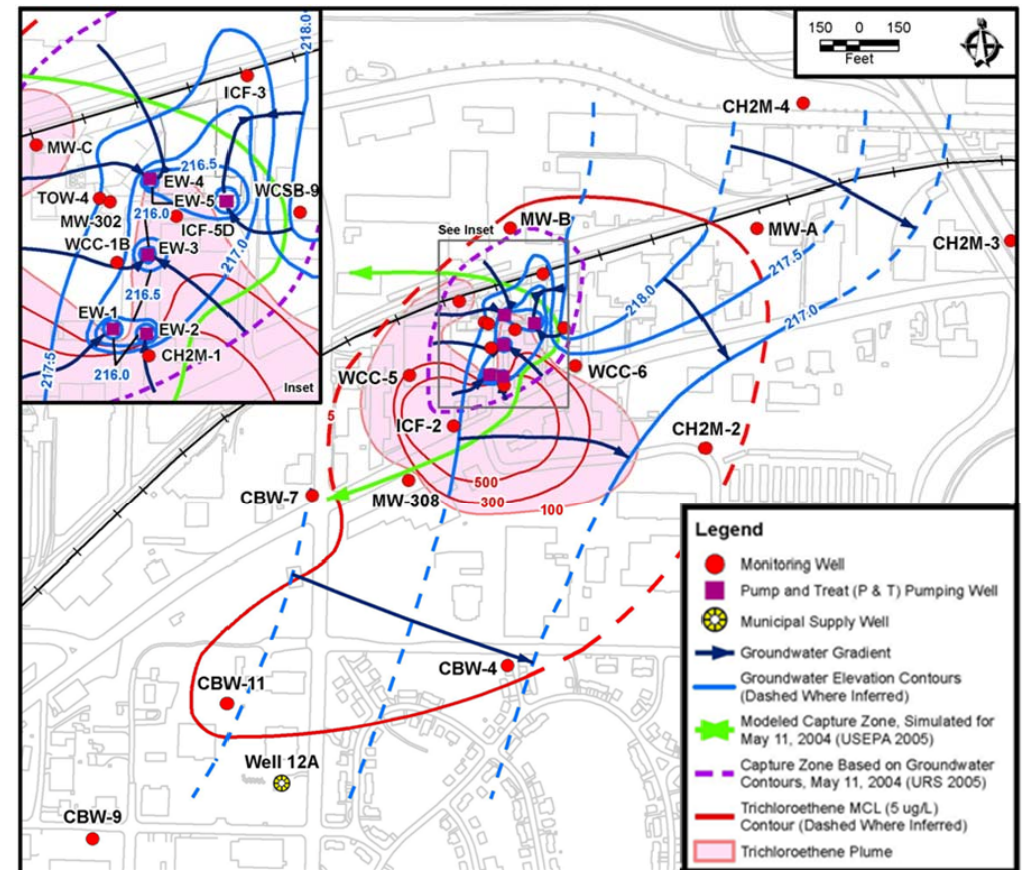 218.0
ICF-3
MW-C
216.5
EW-4
TOW-4
EW-5
WCSB-9
MW-302
216.0
ICF-5D
WCC-1B
EW-3
217.0
216.5
EW-1
EW-2
CH2M-1
217.5
216.0
Inset
150 0 150
Feet
CH2M-4
MW-B
See Inset
MW-A
CH2M-3
217.5
218.0
217.0
WCC-5
WCC-6
5
ICF-2
CH2M-2
500
300
100
CBW-7
MW-308
CBW-4
CBW-11
Well 12A
CBW-9
Legend
Monitoring Well
Pump and Treat (P & T) Pumping Well
Municipal Supply Well
Groundwater Gradient
Groundwater Elevation Contours
(Dashed Where Inferred)
Modeled Capture Zone, Simulated for
May 11, 2004 (USEPA 2005)
Capture Zone Based on Groundwater
Contours, May 11, 2004 (URS 2005)
Trichloroethene MCL (5 ug/L)
Contour (Dashed Where Inferred)
Trichloroethene Plume